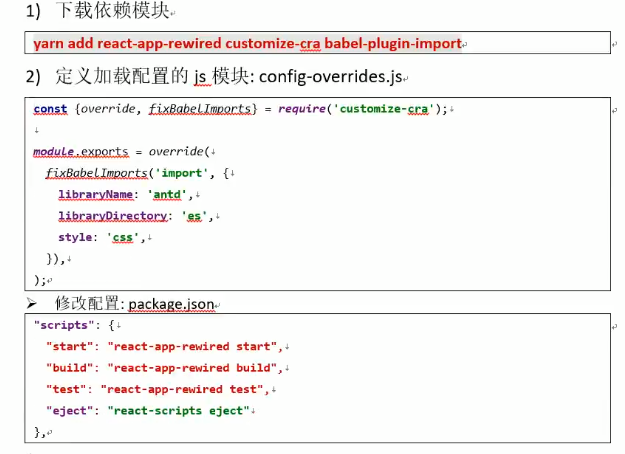 1) 下载依赖模块
yarn add react-app-rewired customize-cra babel-plugin-import
2) 定义加载配置的 js 模块: config-overrides.js
const {override, fixBabelImports} = require('customize-cra');
module.exports = override(
fixBabelImports('import', {
libraryName: 'antd',
libraryDirectory: 'es',
style: 'css',
}),
);
➢ 修改配置: package.json
"scripts": {
"start": "react-app-rewired start",
"build": "react-app-rewired build",
"test": "react-app-rewired test",
"eject": "react-scripts eject"
},